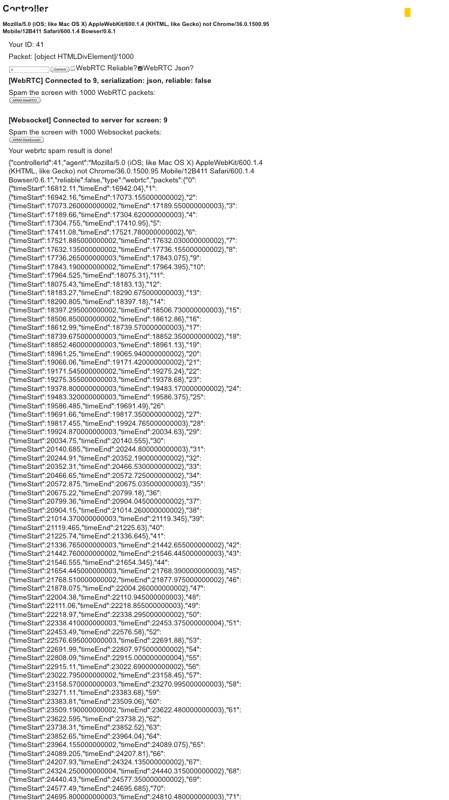 Controller
Mozilla/5.0 (iOS; like Mac OS X) AppleWebKit/600.1.4 (KHTML, like Gecko) not Chrome/36.0.1500.95
Mobile/12B411 Safari/600.1.4 Bowser/0.6.1
Your ID: 41
Packet: [object HTMLDivElement]/1000
WebRTC Reliable? WebRTC Json?
[WebRTC] Connected to 9, serialization: json, reliable: false
Spam the screen with 1000 WebRTC packets:
[Websocket] Connected to server for screen: 9
Spam the screen with 1000 Websocket packets:
Your webrtc spam result is done!
{"controllerId":41,"agent":"Mozilla/5.0 (iOS; like Mac OS X) AppleWebKit/600.1.4
(KHTML, like Gecko) not Chrome/36.0.1500.95 Mobile/12B411 Safari/600.1.4
Bowser/0.6.1","reliable":false,"type":"webrtc","packets":{"0":
{"timeStart":16812.11,"timeEnd":16942.04},"1":
{"timeStart":16942.16,"timeEnd":17073.155000000002},"2":
{"timeStart":17073.260000000002,"timeEnd":17189.550000000003},"3":
{"timeStart":17189.66,"timeEnd":17304.620000000003},"4":
{"timeStart":17304.755,"timeEnd":17410.95},"5":
{"timeStart":17411.08,"timeEnd":17521.780000000002},"6":
{"timeStart":17521.885000000002,"timeEnd":17632.030000000002},"7":
{"timeStart":17632.135000000002,"timeEnd":17736.155000000002},"8":
{"timeStart":17736.265000000003,"timeEnd":17843.075},"9":
{"timeStart":17843.190000000002,"timeEnd":17964.395},"10":
{"timeStart":17964.525,"timeEnd":18075.31},"11":
{"timeStart":18075.43,"timeEnd":18183.13},"12":
{"timeStart":18183.27,"timeEnd":18290.675000000003},"13":
{"timeStart":18290.805,"timeEnd":18397.18},"14":
{"timeStart":18397.295000000002,"timeEnd":18506.730000000003},"15":
{"timeStart":18506.850000000002,"timeEnd":18612.86},"16":
{"timeStart":18612.99,"timeEnd":18739.570000000003},"17":
{"timeStart":18739.675000000003,"timeEnd":18852.350000000002},"18":
{"timeStart":18852.460000000003,"timeEnd":18961.13},"19":
{"timeStart":18961.25,"timeEnd":19065.940000000002},"20":
{"timeStart":19066.06,"timeEnd":19171.420000000002},"21":
{"timeStart":19171.545000000002,"timeEnd":19275.24},"22":
{"timeStart":19275.355000000003,"timeEnd":19378.68},"23":
{"timeStart":19378.800000000003,"timeEnd":19483.170000000002},"24":
{"timeStart":19483.320000000003,"timeEnd":19586.375},"25":
{"timeStart":19586.485,"timeEnd":19691.49},"26":
{"timeStart":19691.66,"timeEnd":19817.350000000002},"27":
{"timeStart":19817.455,"timeEnd":19924.765000000003},"28":
{"timeStart":19924.870000000003,"timeEnd":20034.63},"29":
{"timeStart":20034.75,"timeEnd":20140.555},"30":
{"timeStart":20140.685,"timeEnd":20244.800000000003},"31":
{"timeStart":20244.91,"timeEnd":20352.190000000002},"32":
{"timeStart":20352.31,"timeEnd":20466.530000000002},"33":
{"timeStart":20466.65,"timeEnd":20572.725000000002},"34":
{"timeStart":20572.875,"timeEnd":20675.035000000003},"35":
{"timeStart":20675.22,"timeEnd":20799.18},"36":
{"timeStart":20799.36,"timeEnd":20904.045000000002},"37":
{"timeStart":20904.15,"timeEnd":21014.260000000002},"38":
{"timeStart":21014.370000000003,"timeEnd":21119.345},"39":
{"timeStart":21119.465,"timeEnd":21225.63},"40":
{"timeStart":21225.74,"timeEnd":21336.645},"41":
{"timeStart":21336.765000000003,"timeEnd":21442.655000000002},"42":
{"timeStart":21442.760000000002,"timeEnd":21546.445000000003},"43":
{"timeStart":21546.555,"timeEnd":21654.345},"44":
{"timeStart":21654.445000000003,"timeEnd":21768.390000000003},"45":
{"timeStart":21768.510000000002,"timeEnd":21877.975000000002},"46":
{"timeStart":21878.075,"timeEnd":22004.260000000002},"47":
{"timeStart":22004.38,"timeEnd":22110.945000000003},"48":
{"timeStart":22111.06,"timeEnd":22218.855000000003},"49":
{"timeStart":22218.97,"timeEnd":22338.295000000002},"50":
{"timeStart":22338.410000000003,"timeEnd":22453.375000000004},"51":
{"timeStart":22453.49,"timeEnd":22576.58},"52":
{"timeStart":22576.695000000003,"timeEnd":22691.88},"53":
{"timeStart":22691.99,"timeEnd":22807.975000000002},"54":
{"timeStart":22808.09,"timeEnd":22915.000000000004},"55":
{"timeStart":22915.11,"timeEnd":23022.690000000002},"56":
{"timeStart":23022.795000000002,"timeEnd":23158.45},"57":
{"timeStart":23158.570000000003,"timeEnd":23270.995000000003},"58":
{"timeStart":23271.11,"timeEnd":23383.68},"59":
{"timeStart":23383.81,"timeEnd":23509.06},"60":
{"timeStart":23509.190000000002,"timeEnd":23622.480000000003},"61":
{"timeStart":23622.595,"timeEnd":23738.2},"62":
{"timeStart":23738.31,"timeEnd":23852.52},"63":
{"timeStart":23852.65,"timeEnd":23964.04},"64":
{"timeStart":23964.155000000002,"timeEnd":24089.075},"65":
{"timeStart":24089.205,"timeEnd":24207.81},"66":
{"timeStart":24207.93,"timeEnd":24324.135000000002},"67":
{"timeStart":24324.250000000004,"timeEnd":24440.315000000002},"68":
{"timeStart":24440.43,"timeEnd":24577.350000000002},"69":
{"timeStart":24577.49,"timeEnd":24695.685},"70":
{"timeStart":24695.800000000003,"timeEnd":24810.480000000003},"71":